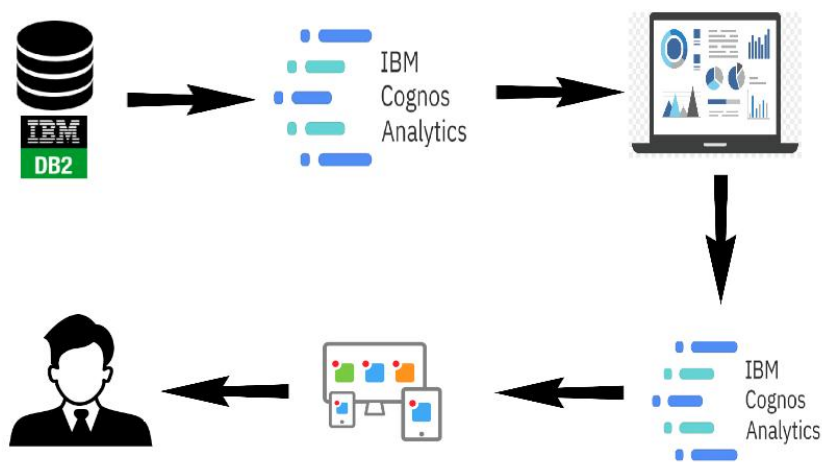 IBM
DB2
IBM
Cognos
Analytics
IBM
Cognos
Analytics